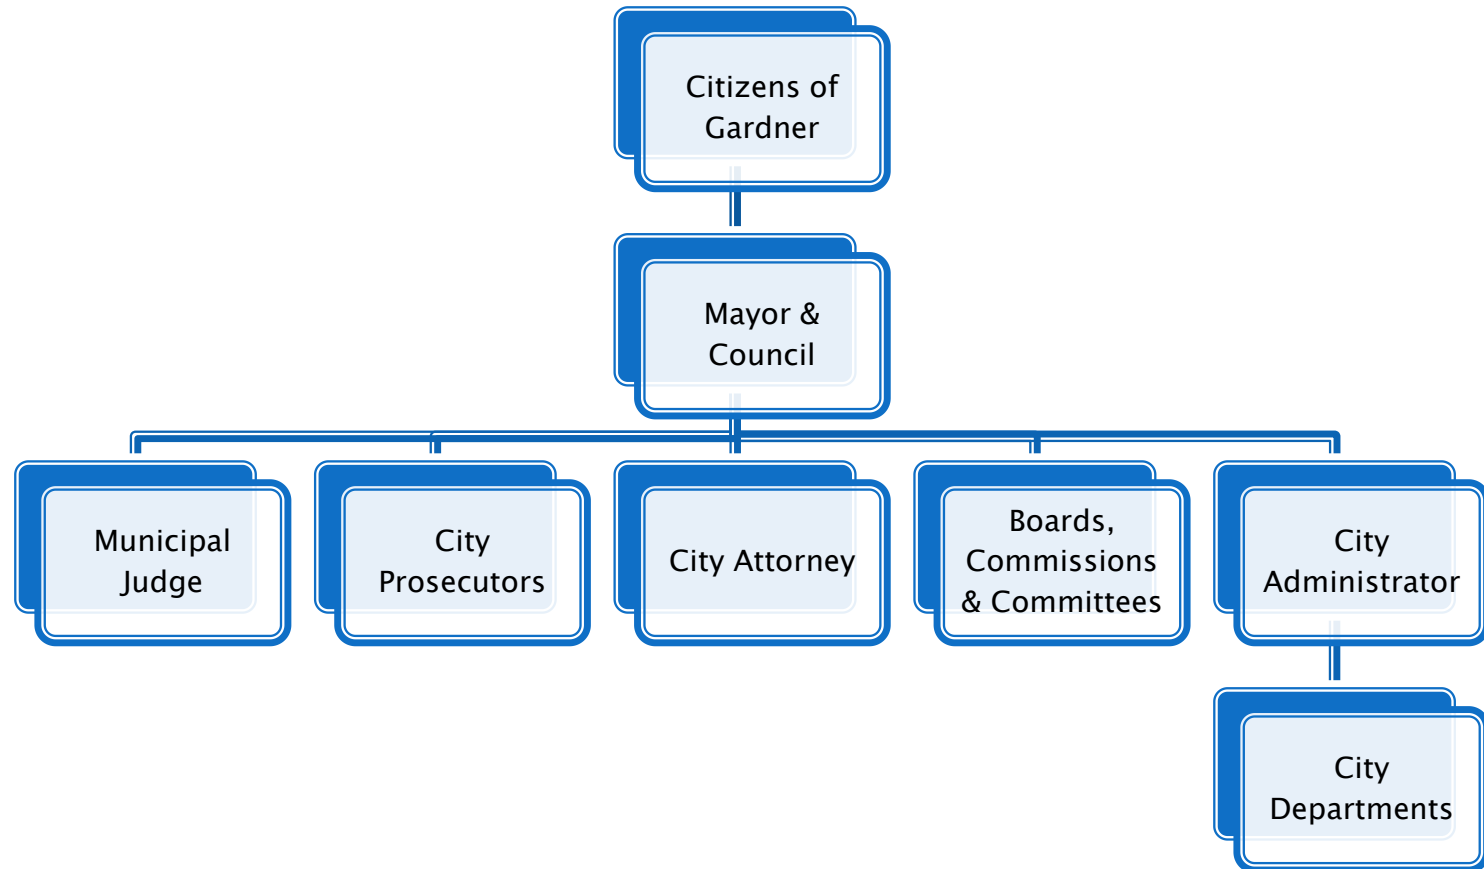 Citizens of
Gardner
Mayor &
Council
Municipal
Judge
City
Prosecutors
City Attorney
Boards,
Commissions
& Committees
City
Administrator
City
Departments